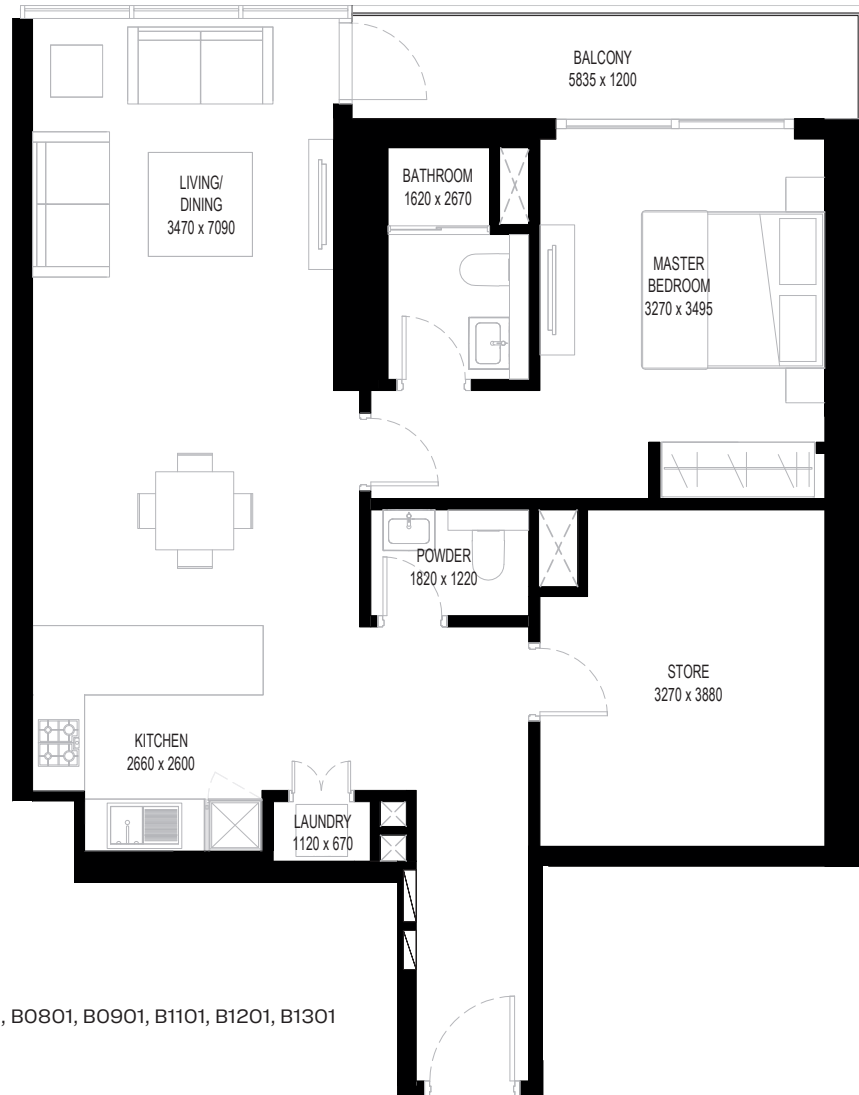 BALCONY
5835 x 1200
BATHROOM
1620 x 2670
LIVING/
DINING
3470 x 7090
MASTER
BEDROOM
3270 x 3495
POWDER
1820 x 1220
STORE
3270 x 3880
KITCHEN
2660 x 2600
LAUNDRY
1120 x 670
, B0801, B0901, B1101, B1201, B1301